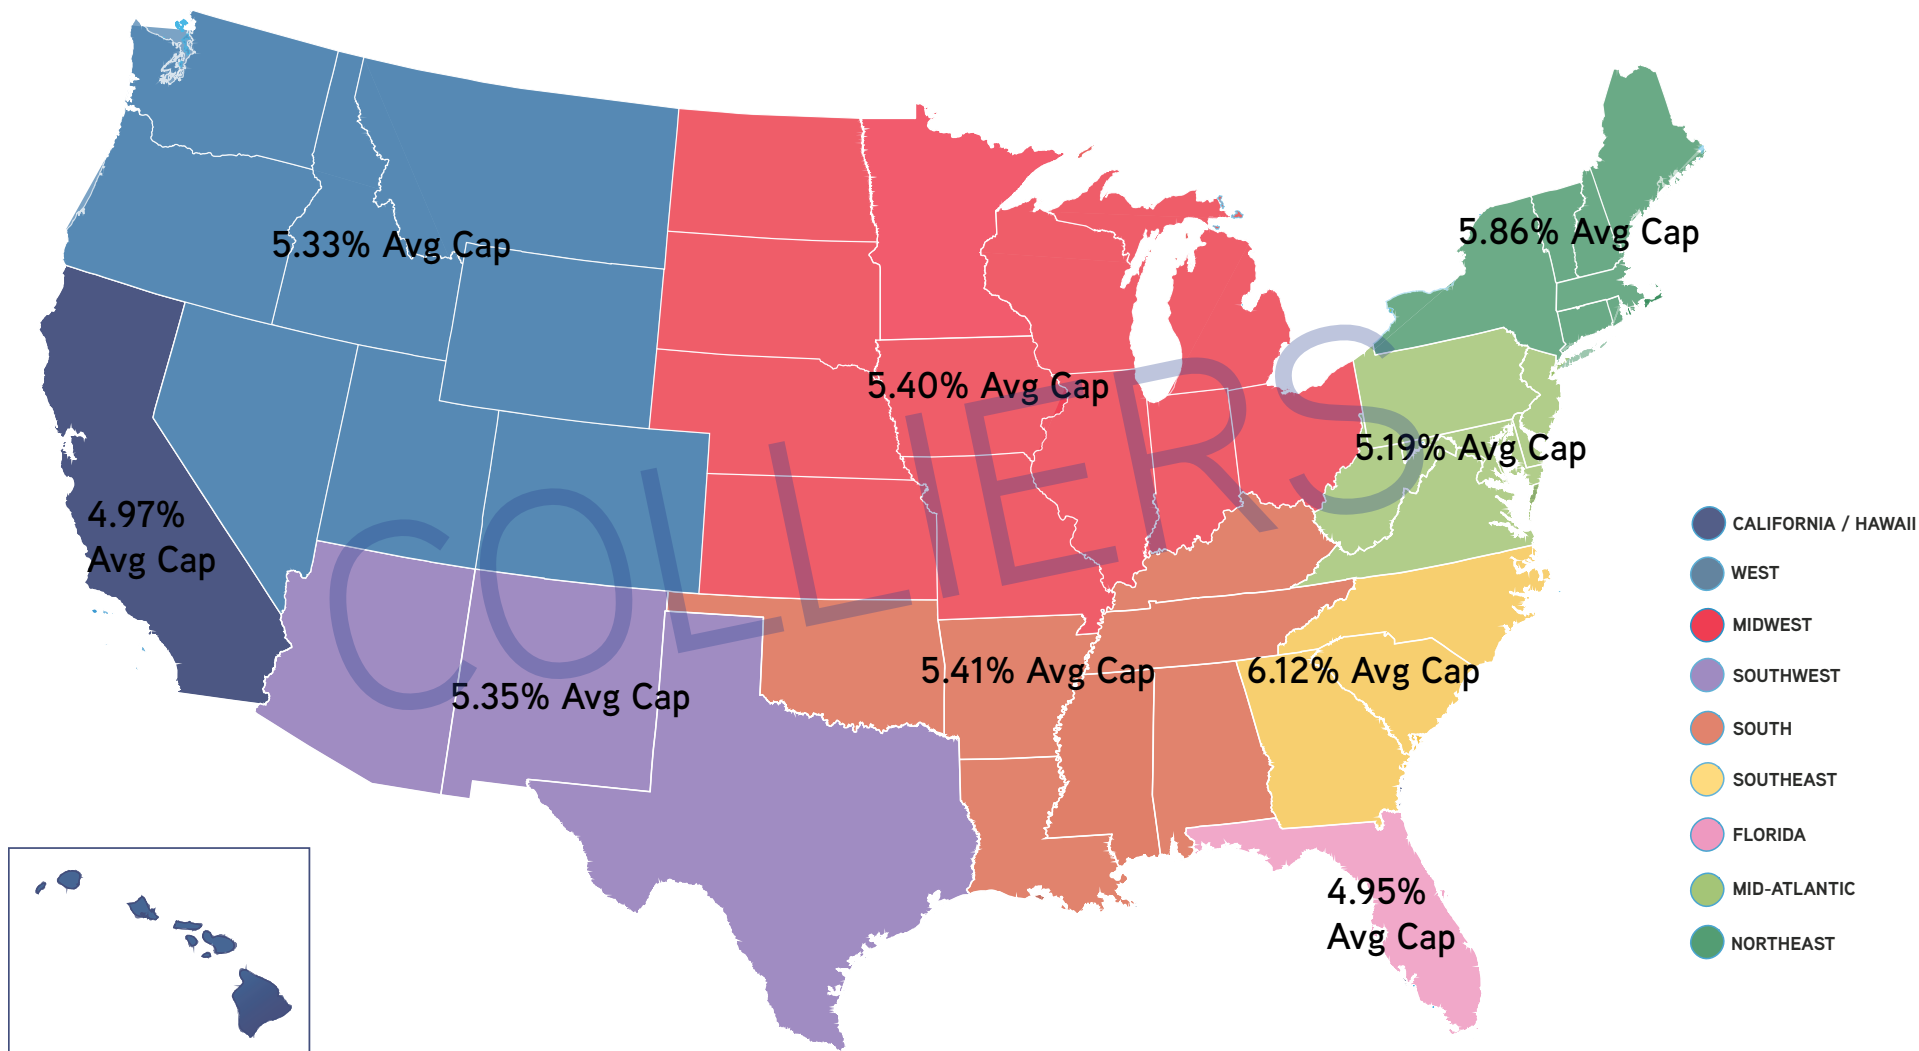 5.33% Avg Cap
5.86% Avg Cap
5.40% Avg Cap
5.19% Avg Cap
4.97%
Avg Cap
5.35% Avg Cap
5.41% Avg Cap
6.12% Avg Cap
4.95%
Avg Cap
COLLIERS
CALIFORNIA / HAWAII
WEST
MIDWEST
SOUTHWEST
SOUTH
SOUTHEAST
FLORIDA
MID-ATLANTIC
NORTHEAST